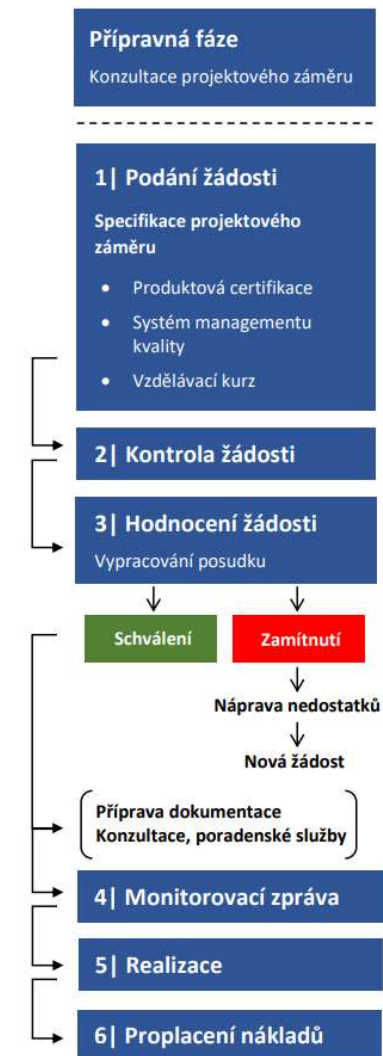 Přípravná fáze
Konzultace projektového záměru
1| Podání žádosti
Specifikace projektového
záměru
• Produktová certifikace
• Systém managementu
kvality
• Vzdělávací kurz
2| Kontrola žádosti
3| Hodnocení žádosti
Vypracování posudku
Schválení
Zamítnutí
Náprava nedostatků
Nová žádost
Příprava dokumentace
Konzultace, poradenské služby
4| Monitorovací zpráva
5| Realizace
6| Proplacení nákladů